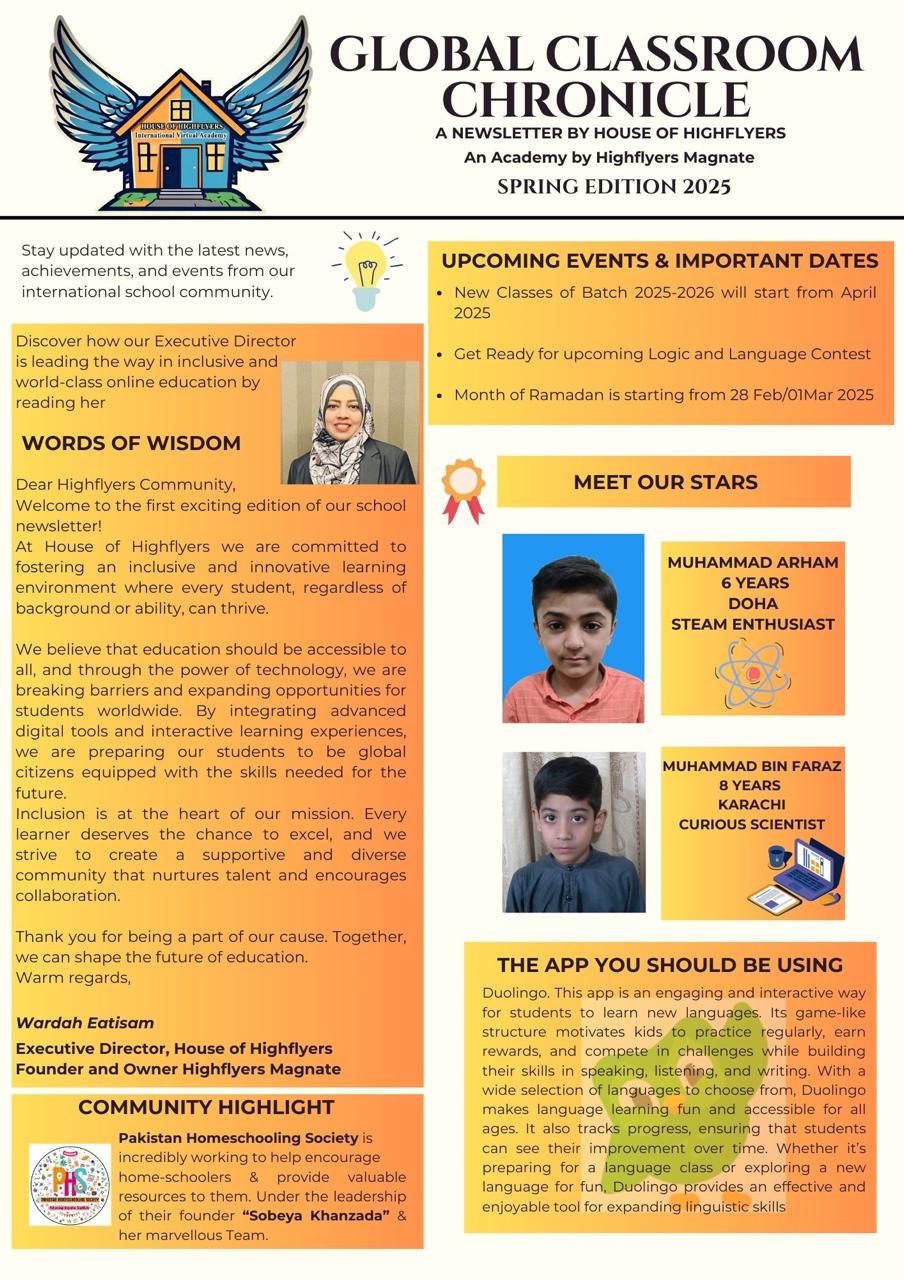 HOUSE OF HIGHFLYERS
International Virtual Academy
GLOBAL CLASSROOM
CHRONICLE
A NEWSLETTER BY HOUSE OF HIGHFLYERS
An Academy by Highflyers Magnate
SPRING EDITION 2025
Stay updated with the latest news,
achievements, and events from our
international school community.
Discover how our Executive Director
is leading the way in inclusive and
world-class online education by
reading her
WORDS OF WISDOM
Dear Highflyers Community,
Welcome to the first exciting edition of our school
newsletter!
At House of Highflyers we are committed to
fostering an inclusive and innovative learning
environment where every student, regardless of
background or ability, can thrive.
We believe that education should be accessible to
all, and through the power of technology, we are
breaking barriers and expanding opportunities for
students worldwide. By integrating advanced
digital tools and interactive learning experiences,
we are preparing our students to be global
citizens equipped with the skills needed for the
future.
Inclusion is at the heart of our mission. Every
learner deserves the chance to excel, and we
strive to create a supportive and diverse
community that nurtures talent and encourages
collaboration.
Thank you for being a part of our cause. Together,
we can shape the future of education.
Warm regards,
Wardah Eatisam
Executive Director, House of Highflyers
Founder and Owner Highflyers Magnate
COMMUNITY HIGHLIGHT
PHS
PAKISTAN HOMESCHOOLING SOCIETY
Pakistan Homeschooling Society is
incredibly working to help encourage
home-schoolers & provide valuable
resources to them. Under the leadership
of their founder “Sobeya Khanzada” &
her marvellous Team.
UPCOMING EVENTS & IMPORTANT DATES
• New Classes of Batch 2025-2026 will start from April
2025
• Get Ready for upcoming Logic and Language Contest
• Month of Ramadan is starting from 28 Feb/01Mar 2025
MEET OUR STARS
MUHAMMAD ARHAM
6 YEARS
DOHA
STEAM ENTHUSIAST
MUHAMMAD BIN FARAZ
8 YEARS
KARACHI
CURIOUS SCIENTIST
THE APP YOU SHOULD BE USING
Duolingo. This app is an engaging and interactive way
for students to learn new languages. Its game-like
structure motivates kids to practice regularly, earn
rewards, and compete in challenges while building
their skills in speaking, listening, and writing. With a
wide selection of languages to choose from, Duolingo
makes language learning fun and accessible for all
ages. It also tracks progress, ensuring that students
can see their improvement over time. Whether it’s
preparing for a language class or exploring a new
language for fun, Duolingo provides an effective and
enjoyable tool for expanding linguistic skills